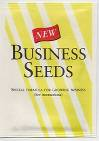 NEW
BUSINESS
SEEDS
SPECIAL FORMULA FOR GROWING BUSINESS